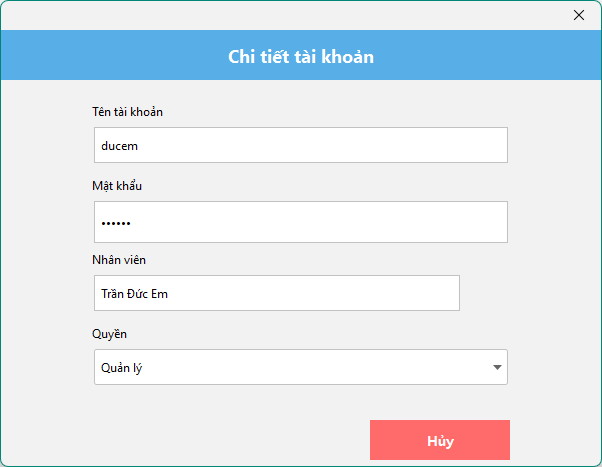 Chi tiết tài khoản
Tên tài khoản
ducem
Mật khẩu
••••••
Nhân viên
Trần Đức Em
Quyền
Quản lý
Hủy